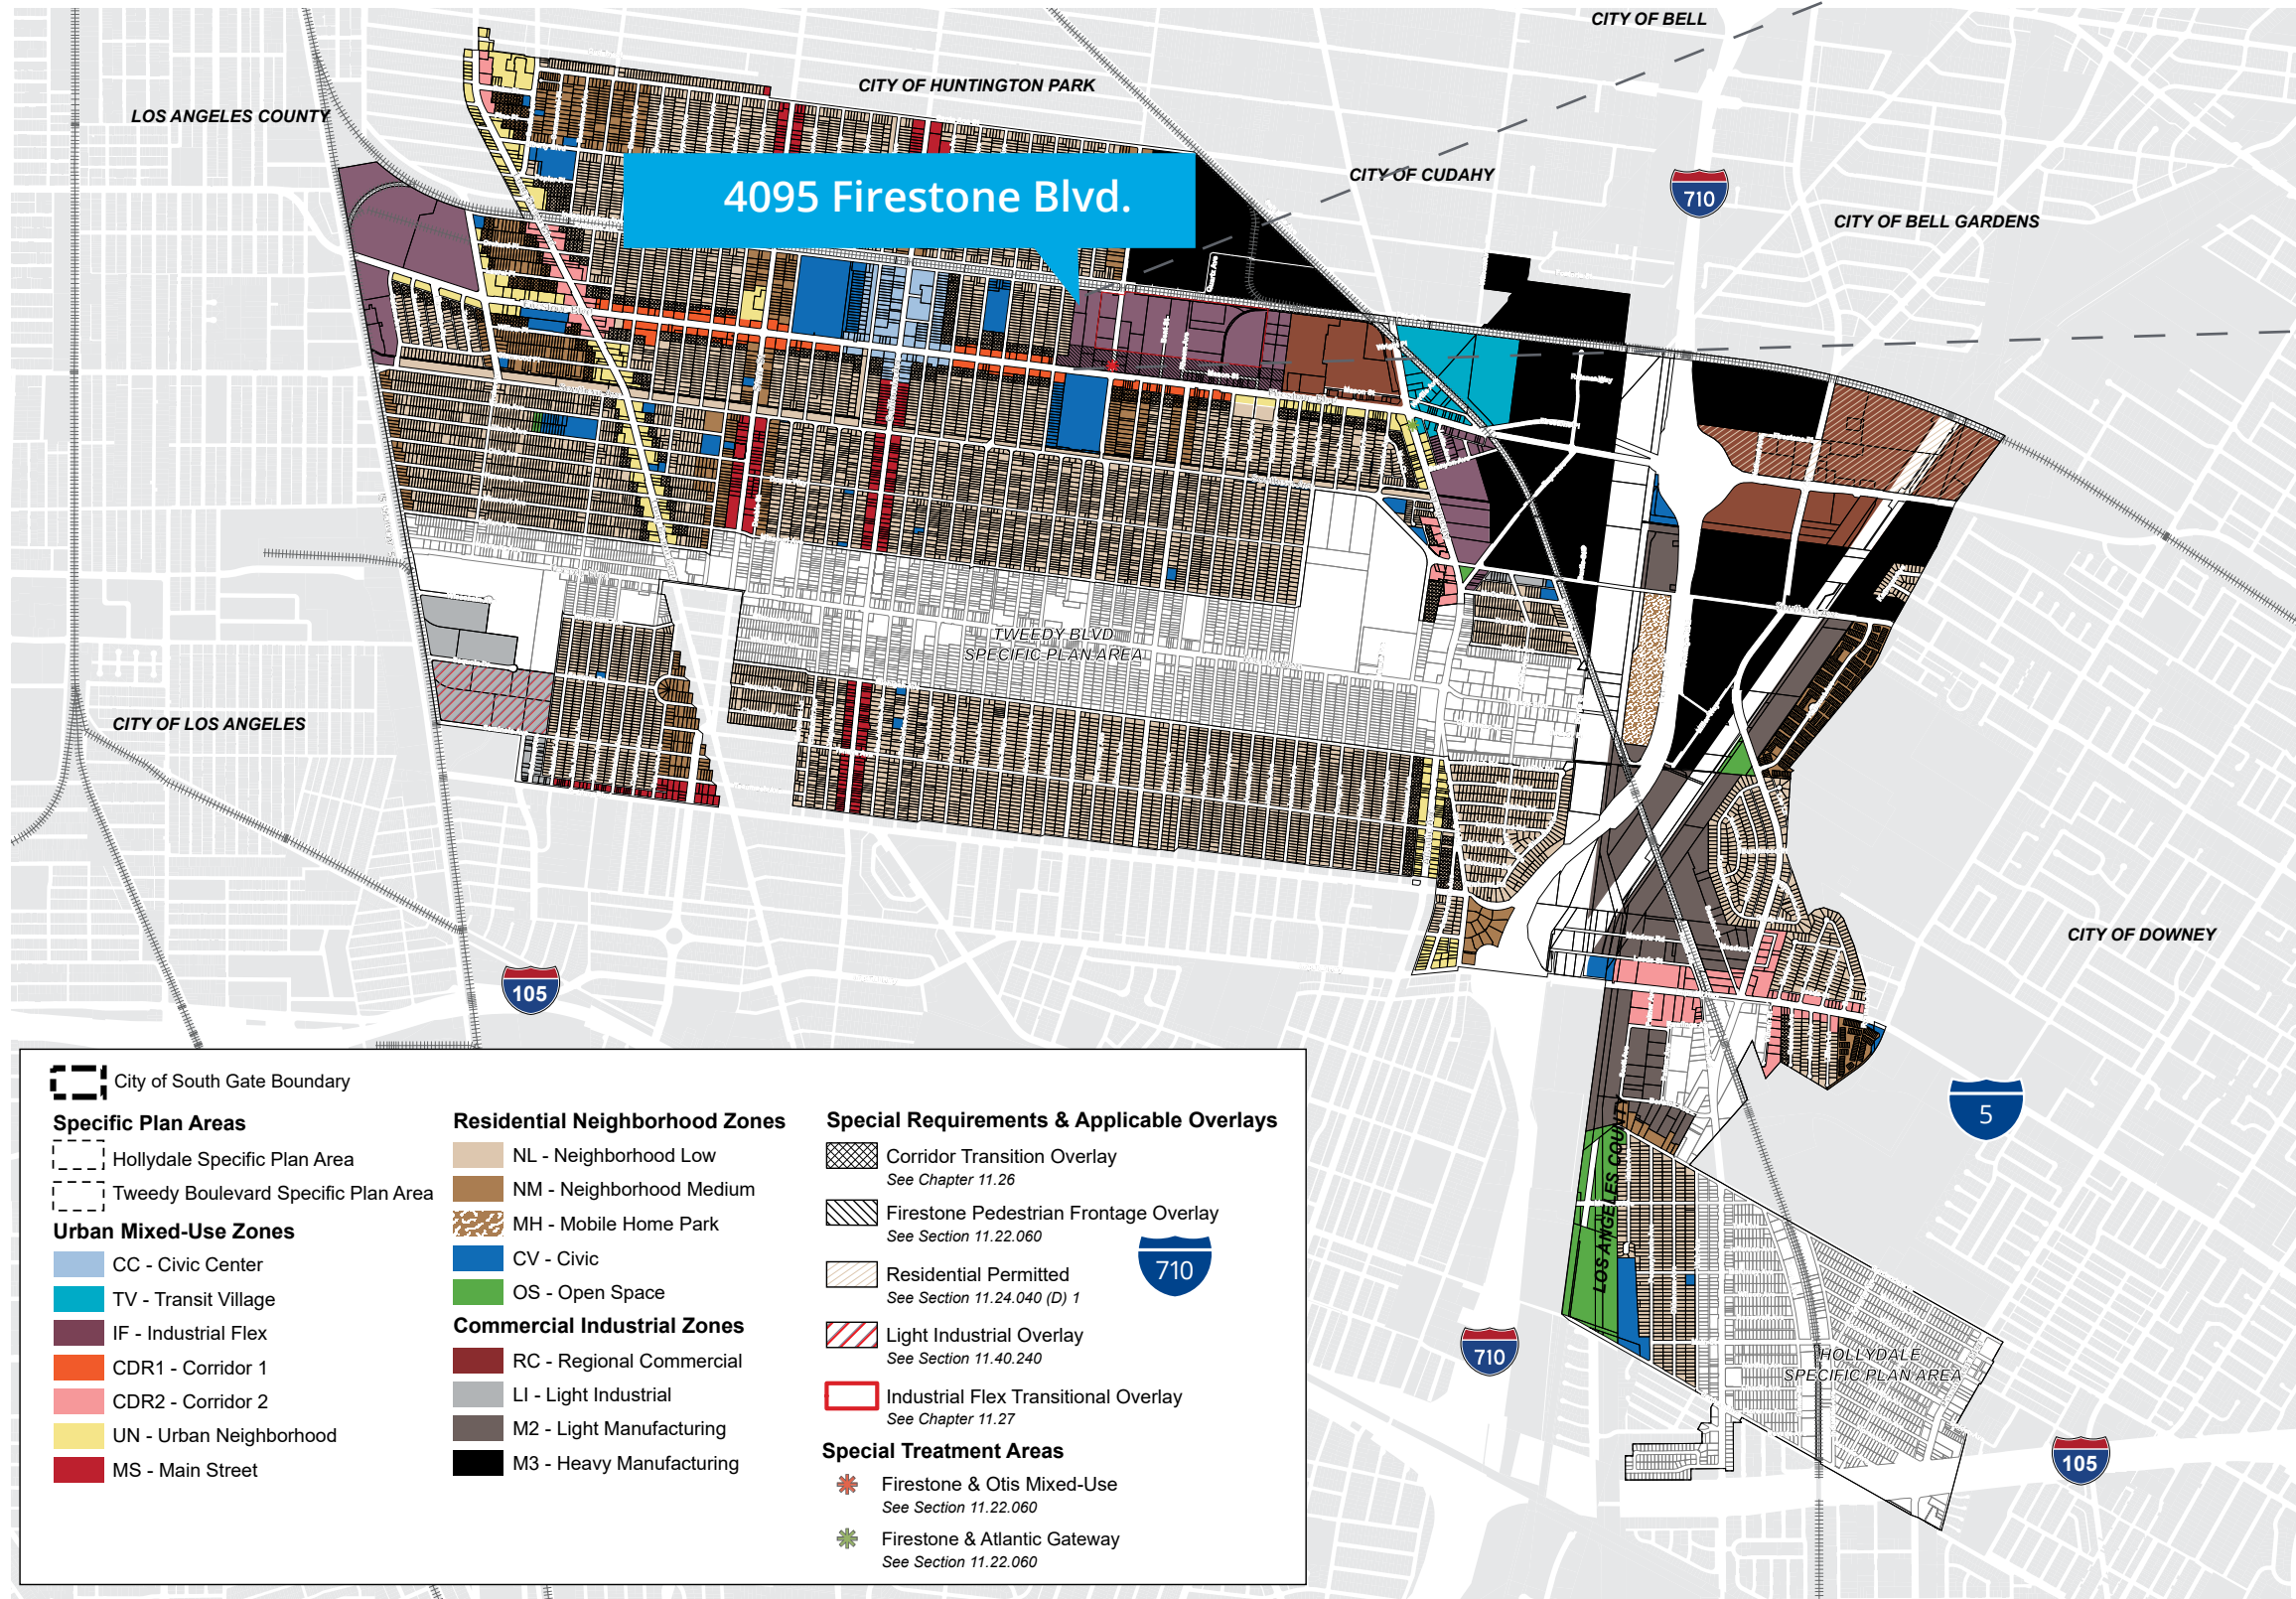 CITY OF BELL
CITY OF HUNTINGTON PARK
LOS ANGELES COUNTY
CITY OF CUDAHY
4095 Firestone Blvd.
710
CITY OF BELL GARDENS
TWEEDY BLVD
SPECIFIC PLAN AREA
CITY OF LOS ANGELES
CITY OF DOWNEY
105
5
LOS ANGELES COUNTY
710
HOLLYDALE
SPECIFIC PLAN AREA
105
City of South Gate Boundary
Specific Plan Areas
Hollydale Specific Plan Area
Tweedy Boulevard Specific Plan Area
Urban Mixed-Use Zones
CC - Civic Center
TV - Transit Village
IF - Industrial Flex
CDR1 - Corridor 1
CDR2 - Corridor 2
UN - Urban Neighborhood
MS - Main Street
Residential Neighborhood Zones
NL - Neighborhood Low
NM - Neighborhood Medium
MH - Mobile Home Park
CV - Civic
OS - Open Space
Commercial Industrial Zones
RC - Regional Commercial
LI - Light Industrial
M2 - Light Manufacturing
M3 - Heavy Manufacturing
Special Requirements & Applicable Overlays
Corridor Transition Overlay
See Chapter 11.26
Firestone Pedestrian Frontage Overlay
See Section 11.22.060
710
Residential Permitted
See Section 11.24.040 (D) 1
Light Industrial Overlay
See Section 11.40.240
Industrial Flex Transitional Overlay
See Chapter 11.27
Special Treatment Areas
Firestone & Otis Mixed-Use
See Section 11.22.060
Firestone & Atlantic Gateway
See Section 11.22.060